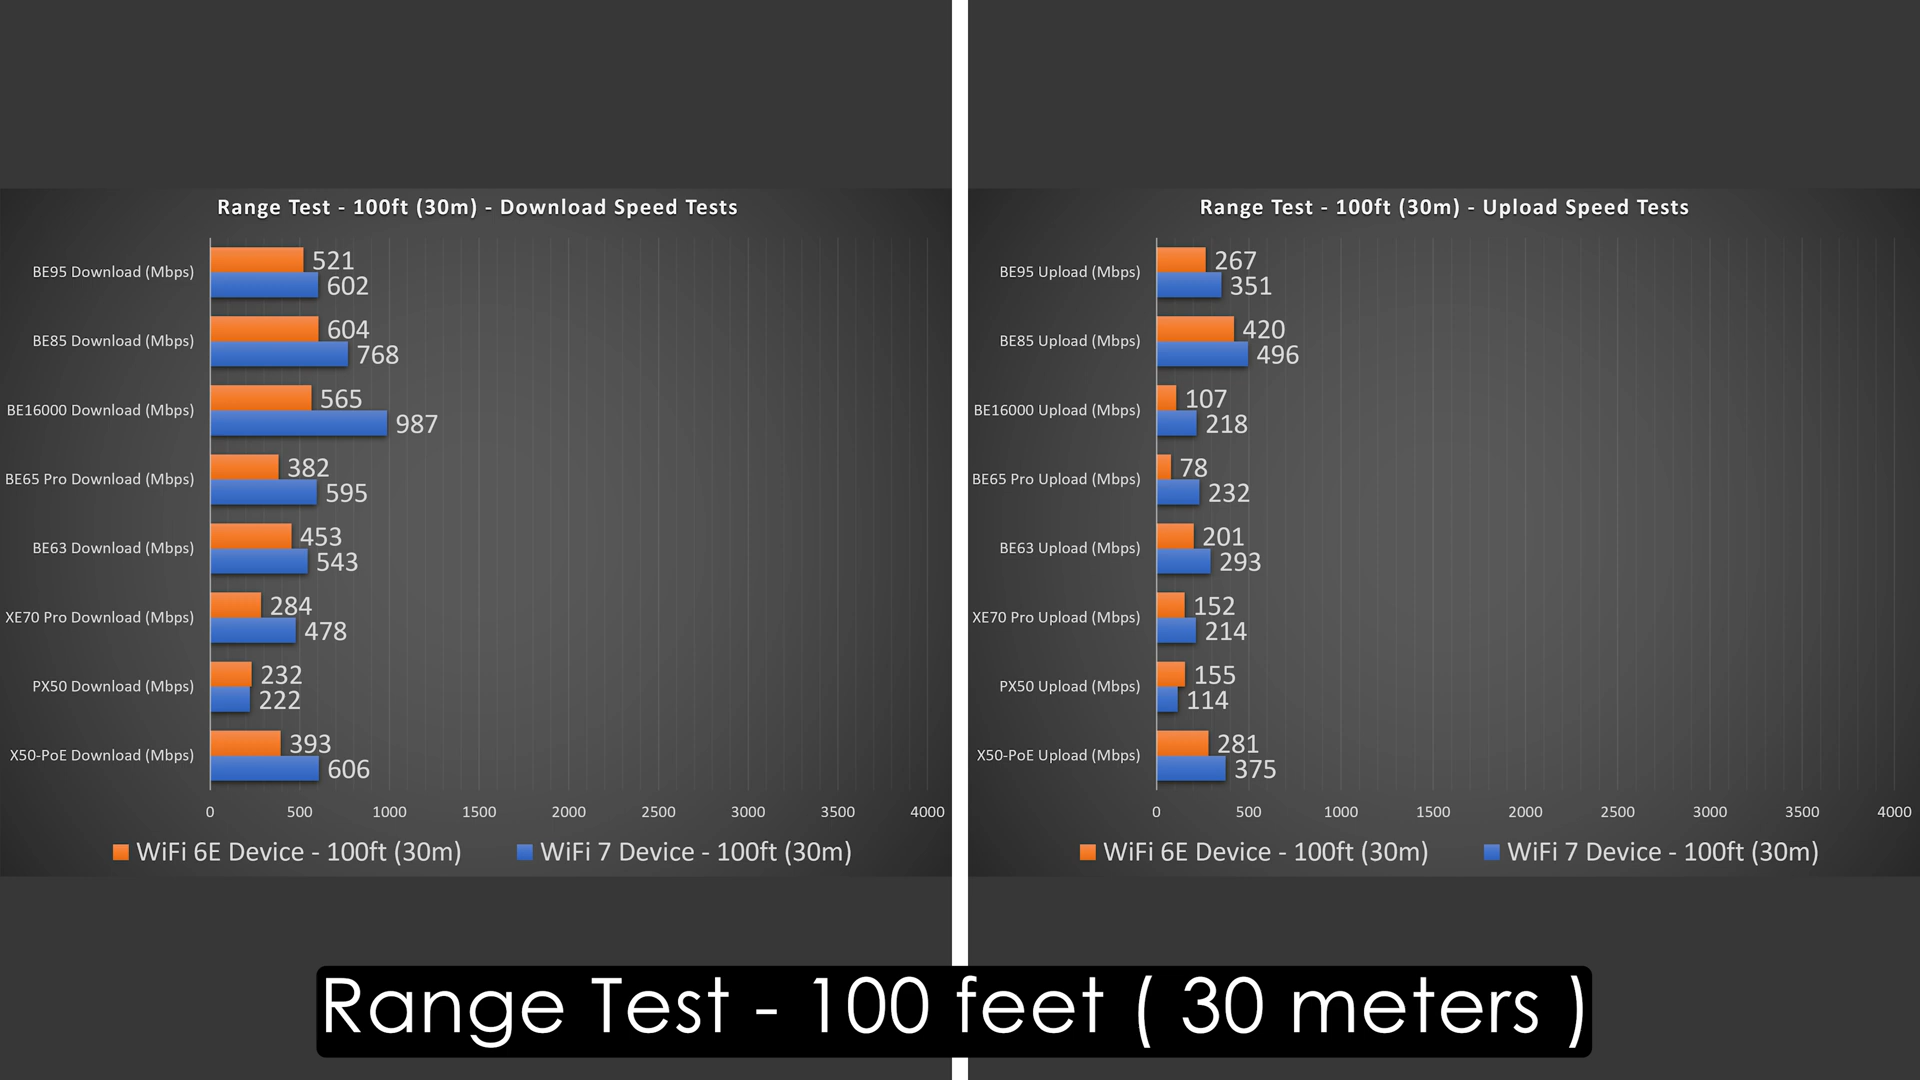 Range Test - 100ft (30m) - Download Speed Tests
BE95 Download (Mbps)
521
602
BE85 Download (Mbps)
604
768
BE16000 Download (Mbps)
565
987
BE65 Pro Download (Mbps)
382
595
BE63 Download (Mbps)
453
543
XE70 Pro Download (Mbps)
284
478
PX50 Download (Mbps)
232
222
X50-PoE Download (Mbps)
393
606
0 500 1000 1500 2000 2500 3000 3500 4000
WiFi 6E Device - 100ft (30m) WiFi 7 Device - 100ft (30m)
Range Test - 100ft (30m) - Upload Speed Tests
BE95 Upload (Mbps)
267
351
BE85 Upload (Mbps)
420
496
BE16000 Upload (Mbps)
107
218
BE65 Pro Upload (Mbps)
78
232
BE63 Upload (Mbps)
201
293
XE70 Pro Upload (Mbps)
152
214
PX50 Upload (Mbps)
155
114
X50-PoE Upload (Mbps)
281
375
0 500 1000 1500 2000 2500 3000 3500 4000
WiFi 6E Device - 100ft (30m) WiFi 7 Device - 100ft (30m)
Range Test - 100 feet ( 30 meters )